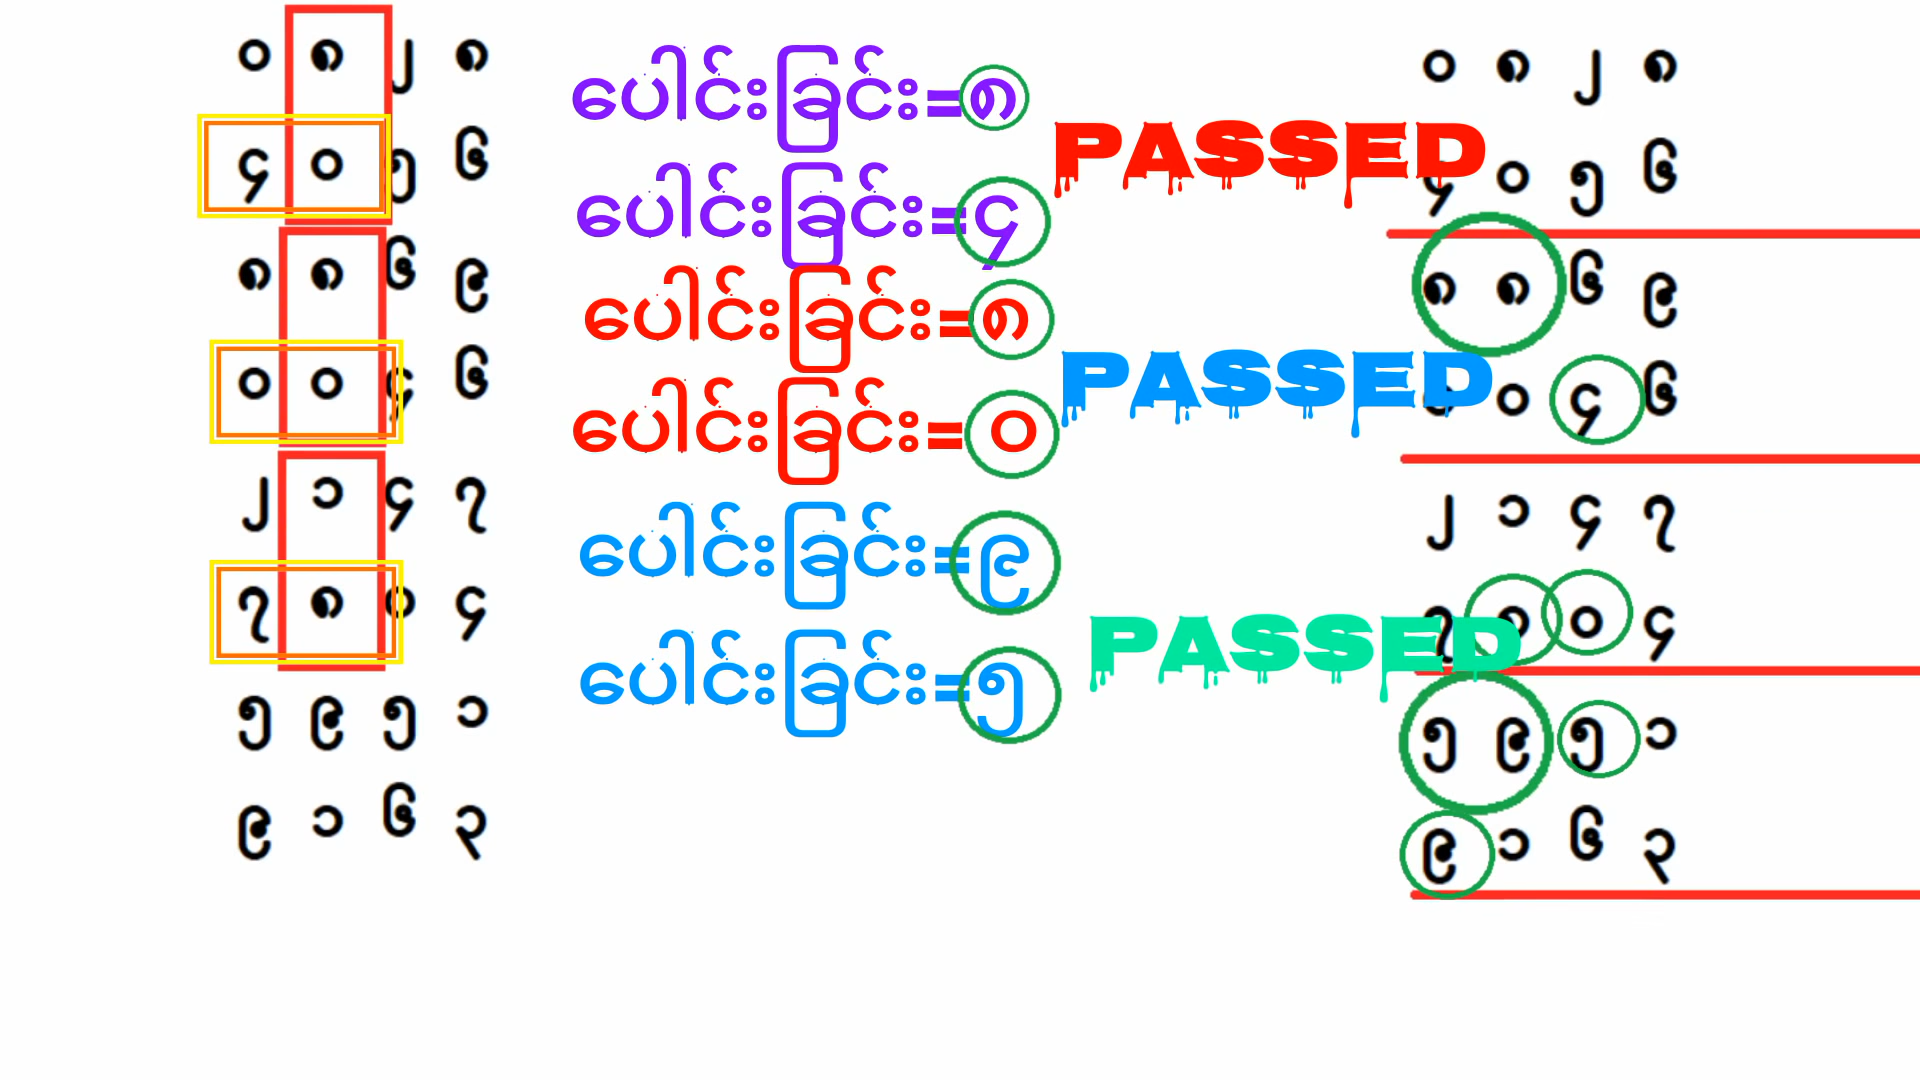 ၀ ၈ ၂ ၈
၄ ၀ ၅ ၆
၈ ၈ ၆ ၉
၀ ၀ ၄ ၆
၂ ၁ ၄ ၇
၇ ၈ ၀ ၄
၅ ၉ ၅ ၁
၉ ၁ ၆ ၃
ပေါင်းခြင်း=၈
ပေါင်းခြင်း=၄
ပေါင်းခြင်း=၈
ပေါင်းခြင်း= ၀
ပေါင်းခြင်း=၉
ပေါင်းခြင်း=၅
PASSED
PASSED
PASSED
၀ ၈ ၂ ၈
၄ ၀ ၅ ၆
၈ ၈ ၆ ၉
၀ ၄ ၆
၂ ၁ ၄ ၇
၇ ၀ ၄
၅ ၉ ၅ ၁
၉ ၁ ၆ ၃